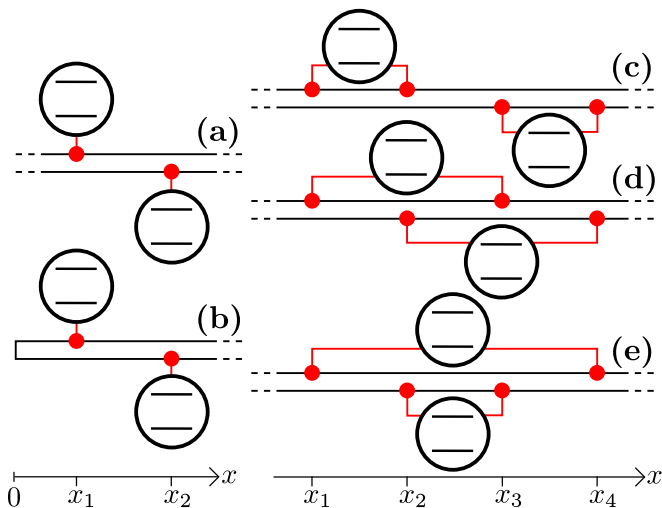 (a)
(b)
(c)
(d)
(e)
0 x₁ x₂ x
x₁ x₂ x₃ x₄ x